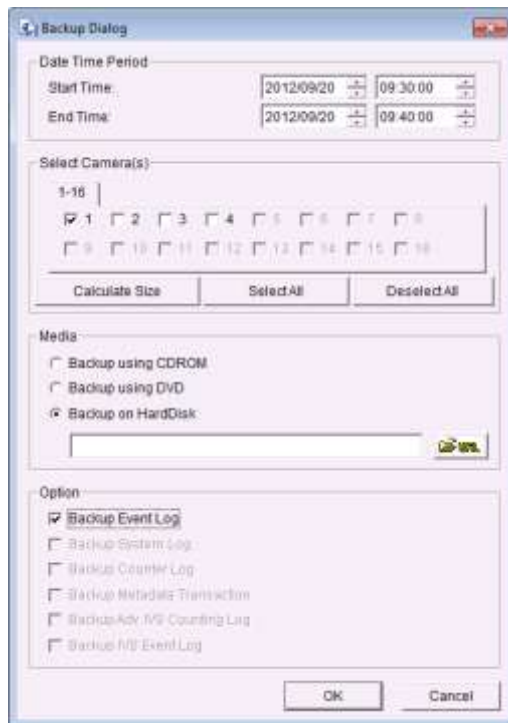 Backup Dialog
Date Time Period
Start Time: 2012/09/20 09:30:00
End Time: 2012/09/20 09:40:00
Select Camera(s)
1-16
1 2 3 4 5 6 7 8
9 10 11 12 13 14 15 16
Calculate Size Select All Deselect All
Media
Backup using CDROM
Backup using DVD
Backup on HardDisk
Option
Backup Event Log
Backup System Log
Backup Counter Log
Backup Metadata Transaction
Backup Adv. IVS Counting Log
Backup IVS Event Log
OK Cancel